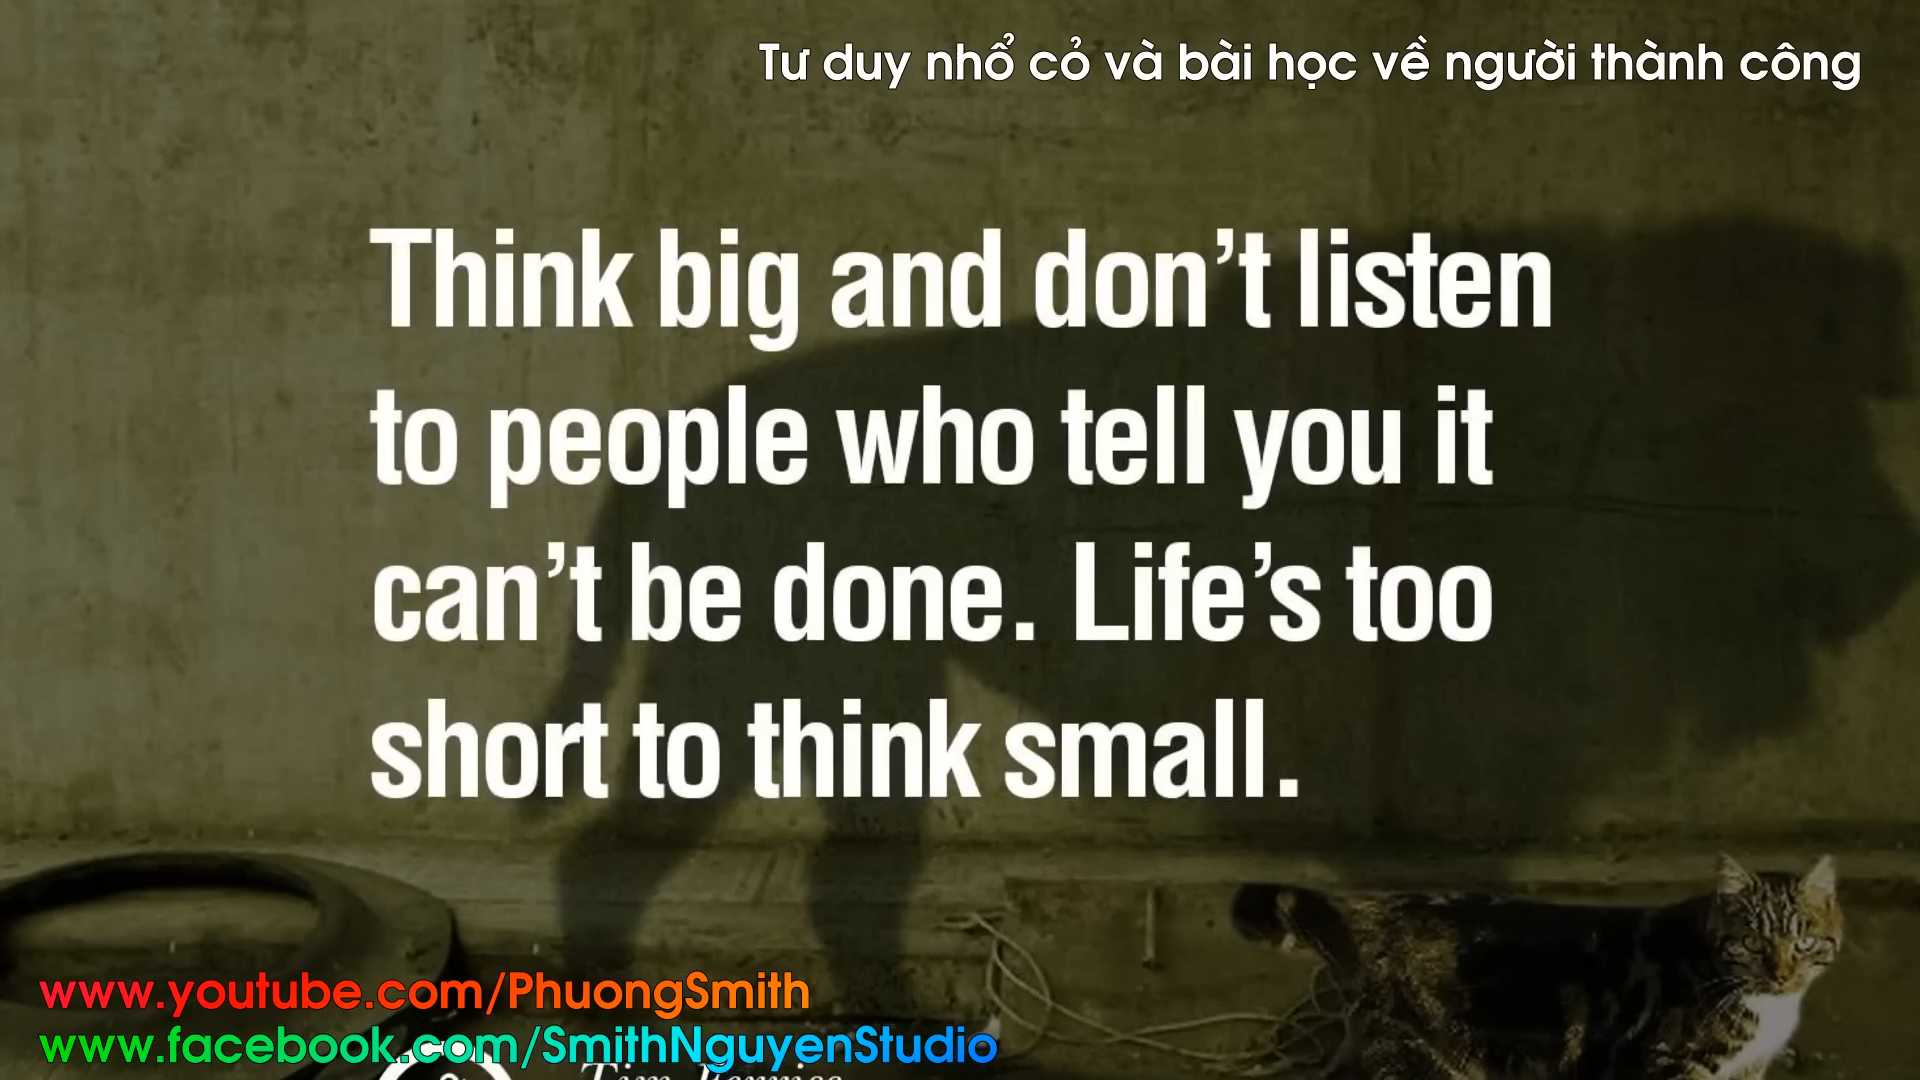 Tư duy nhổ cỏ và bài học về người thành công
Think big and don’t listen
to people who tell you it
can’t be done. Life’s too
short to think small.
www.youtube.com/PhuongSmith
www.facebook.com/SmithNguyenStudio